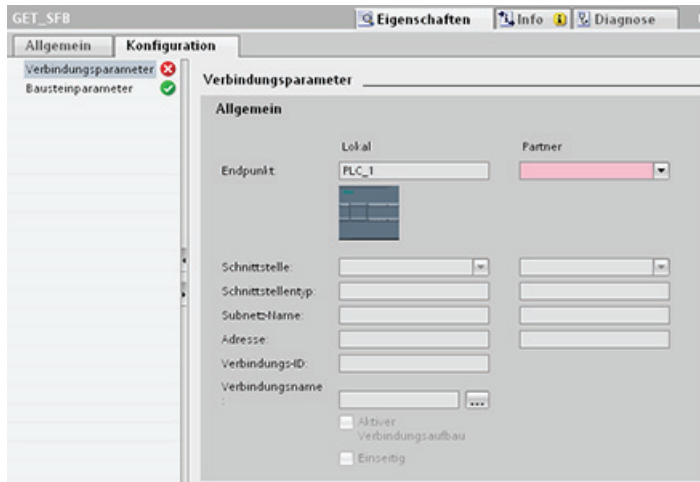 GET_SFB
Eigenschaften Info Diagnose
Allgemein Konfiguration
Verbindungsparameter
Bausteinparameter
Verbindungsparameter
Allgemein
Lokal Partner
Endpunkt: PLC_1
Schnittstelle:
Schnittstellentyp:
Subnetz-Name:
Adresse:
Verbindungs-ID:
Verbindungsname
:
...
Aktiver
Verbindungsaufbau
Einseitig